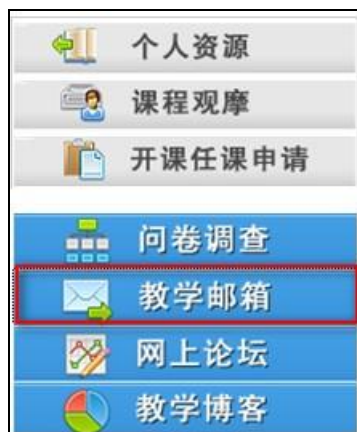 个人资源
课程观摩
开课任课申请
问卷调查
教学邮箱
网上论坛
教学博客